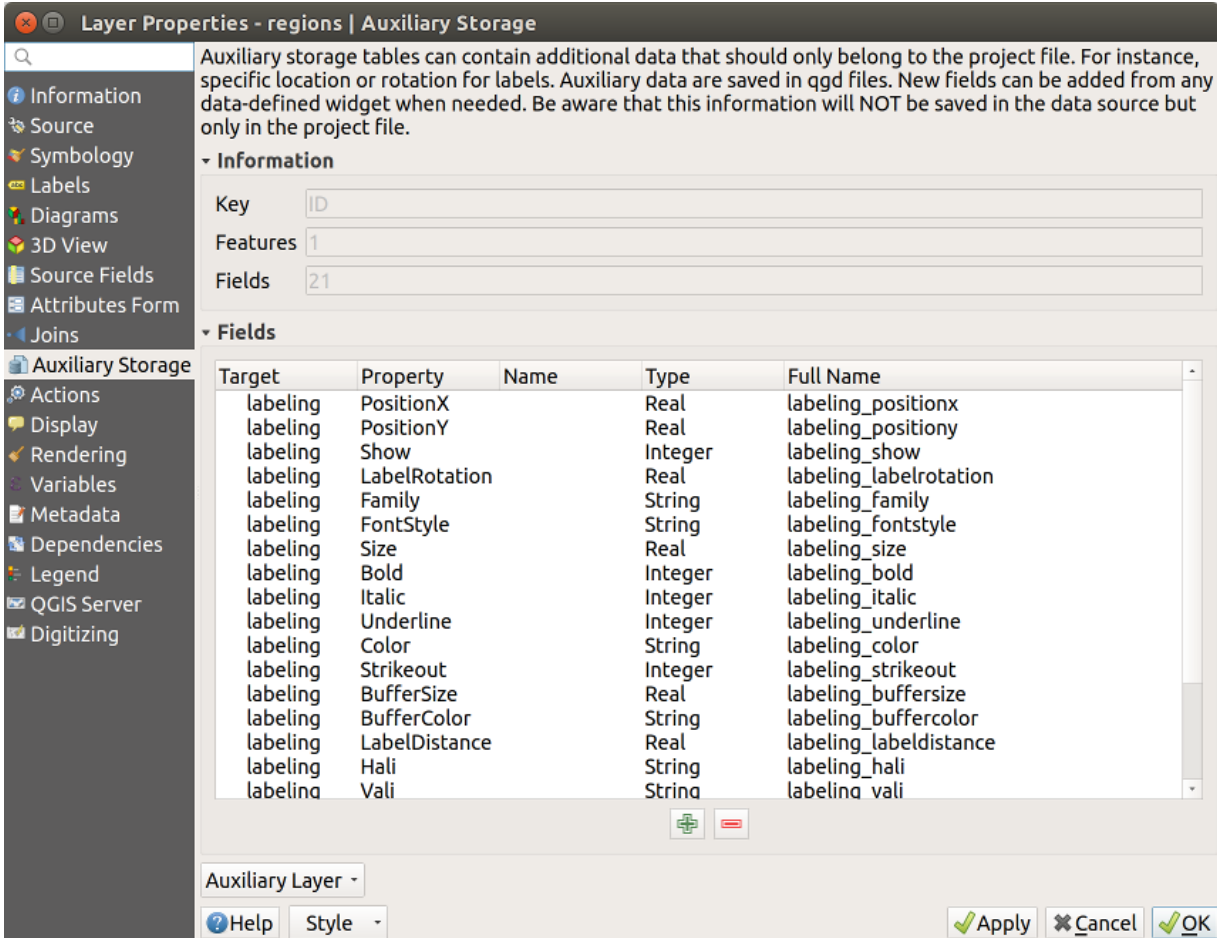 Layer Properties - regions | Auxiliary Storage
Information
Source
Symbology
Labels
Diagrams
3D View
Source Fields
Attributes Form
Joins
Auxiliary Storage
Actions
Display
Rendering
Variables
Metadata
Dependencies
Legend
QGIS Server
Digitizing
Auxiliary storage tables can contain additional data that should only belong to the project file. For instance,
specific location or rotation for labels. Auxiliary data are saved in qgd files. New fields can be added from any
data-defined widget when needed. Be aware that this information will NOT be saved in the data source but
only in the project file.
Information
Key ID
Features 1
Fields 21
Fields
Target Property Name Type Full Name
labeling PositionX Real labeling_positionx
labeling PositionY Real labeling_positiony
labeling Show Integer labeling_show
labeling LabelRotation Real labeling_labelrotation
labeling Family String labeling_family
labeling FontStyle String labeling_fontstyle
labeling Size Real labeling_size
labeling Bold Integer labeling_bold
labeling Italic Integer labeling_italic
labeling Underline Integer labeling_underline
labeling Color String labeling_color
labeling Strikeout Integer labeling_strikeout
labeling BufferSize Real labeling_buffersize
labeling BufferColor String labeling_buffercolor
labeling LabelDistance Real labeling_labeldistance
labeling Hali String labeling_hali
labeling Vali String labeling_vali
Auxiliary Layer
Help Style Apply Cancel OK